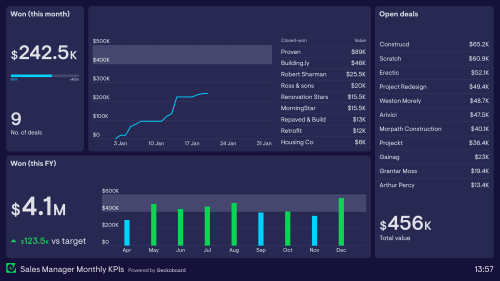 Won (this month)
$242.5K
9
No. of deals
$500K
$400K
$300K
$200K
$100K
$0
3 Jan
10 Jan
17 Jan
24 Jan
31 Jan
Closed-won Value
Proven $89K
Building.ly $46K
Robert Sharman $25.5K
Ross & sons $20K
Renovation Stars $15.5K
MorningStar $15.5K
Repaved & Build $13K
Retrofit $12K
Housing Co $6K
Open deals
Construcd $65.2K
Scratch $60.9K
Erectic $52.1K
Project Redesign $49.4K
Weston Morely $48.7K
Arivici $47.5K
Morpath Construction $40.1K
Projeckt $36.4K
Gainag $23K
Grantar Moss $19.4K
Arthur Percy $13.4K
$456K
Total value
Won (this FY)
$4.1M
$123.5K vs target
$600K
$400K
$200K
$0
Apr
May
Jun
Jul
Aug
Sep
Oct
Nov
Dec
Sales Manager Monthly KPIs Powered by Geckoboard
13:57